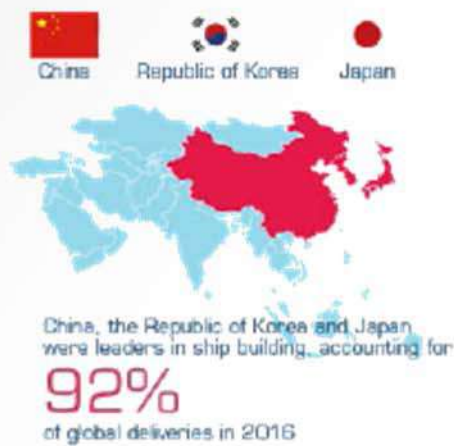 China Republic of Korea Japan
China, the Republic of Korea and Japan
were leaders in ship building, accounting for
92%
of global deliveries in 2016